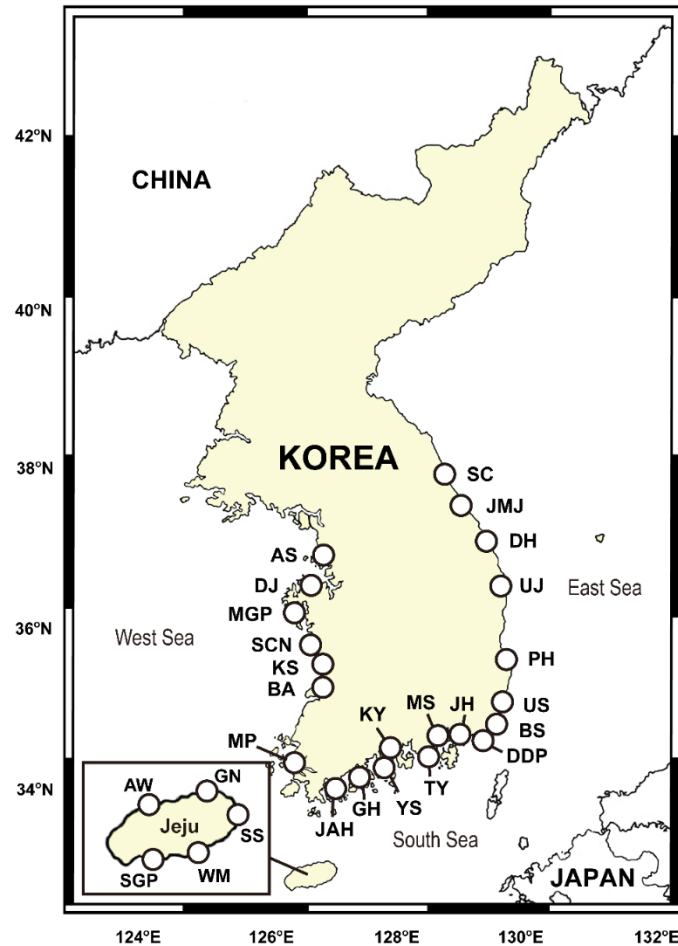 42°N
CHINA
40°N
38°N
KOREA
SC
JMJ
DH
AS
DJ
UJ
East Sea
MGP
36°N
West Sea
SCN
KS
PH
BA
US
MS
JH
KY
BS
MP
DDP
34°N
TY
AW
GN
GH
YS
JAH
Jeju
SS
South Sea
SGP
WM
JAPAN
124°E
126°E
128°E
130°E
132°E